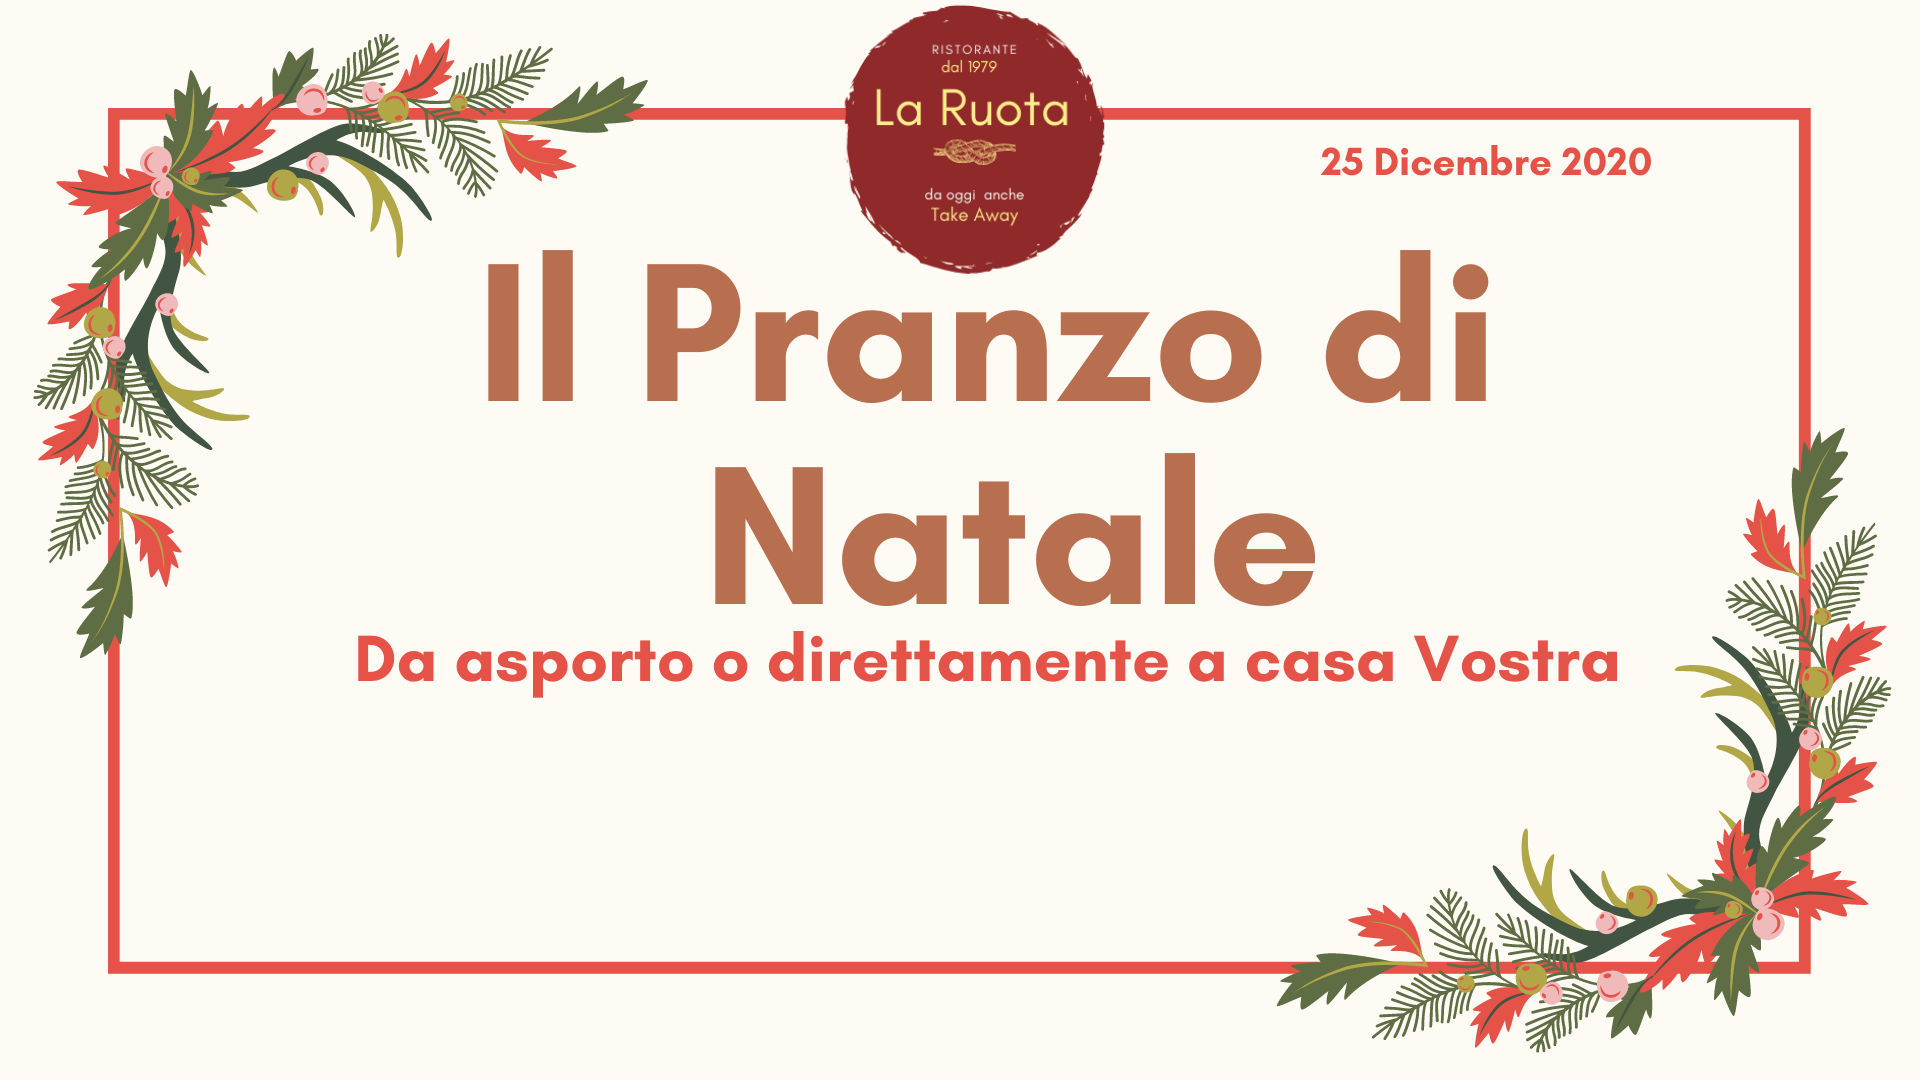 RISTORANTE
dal 1979
La Ruota
da oggi anche
Take Away
25 Dicembre 2020
Il Pranzo di
Natale
Da asporto o direttamente a casa Vostra